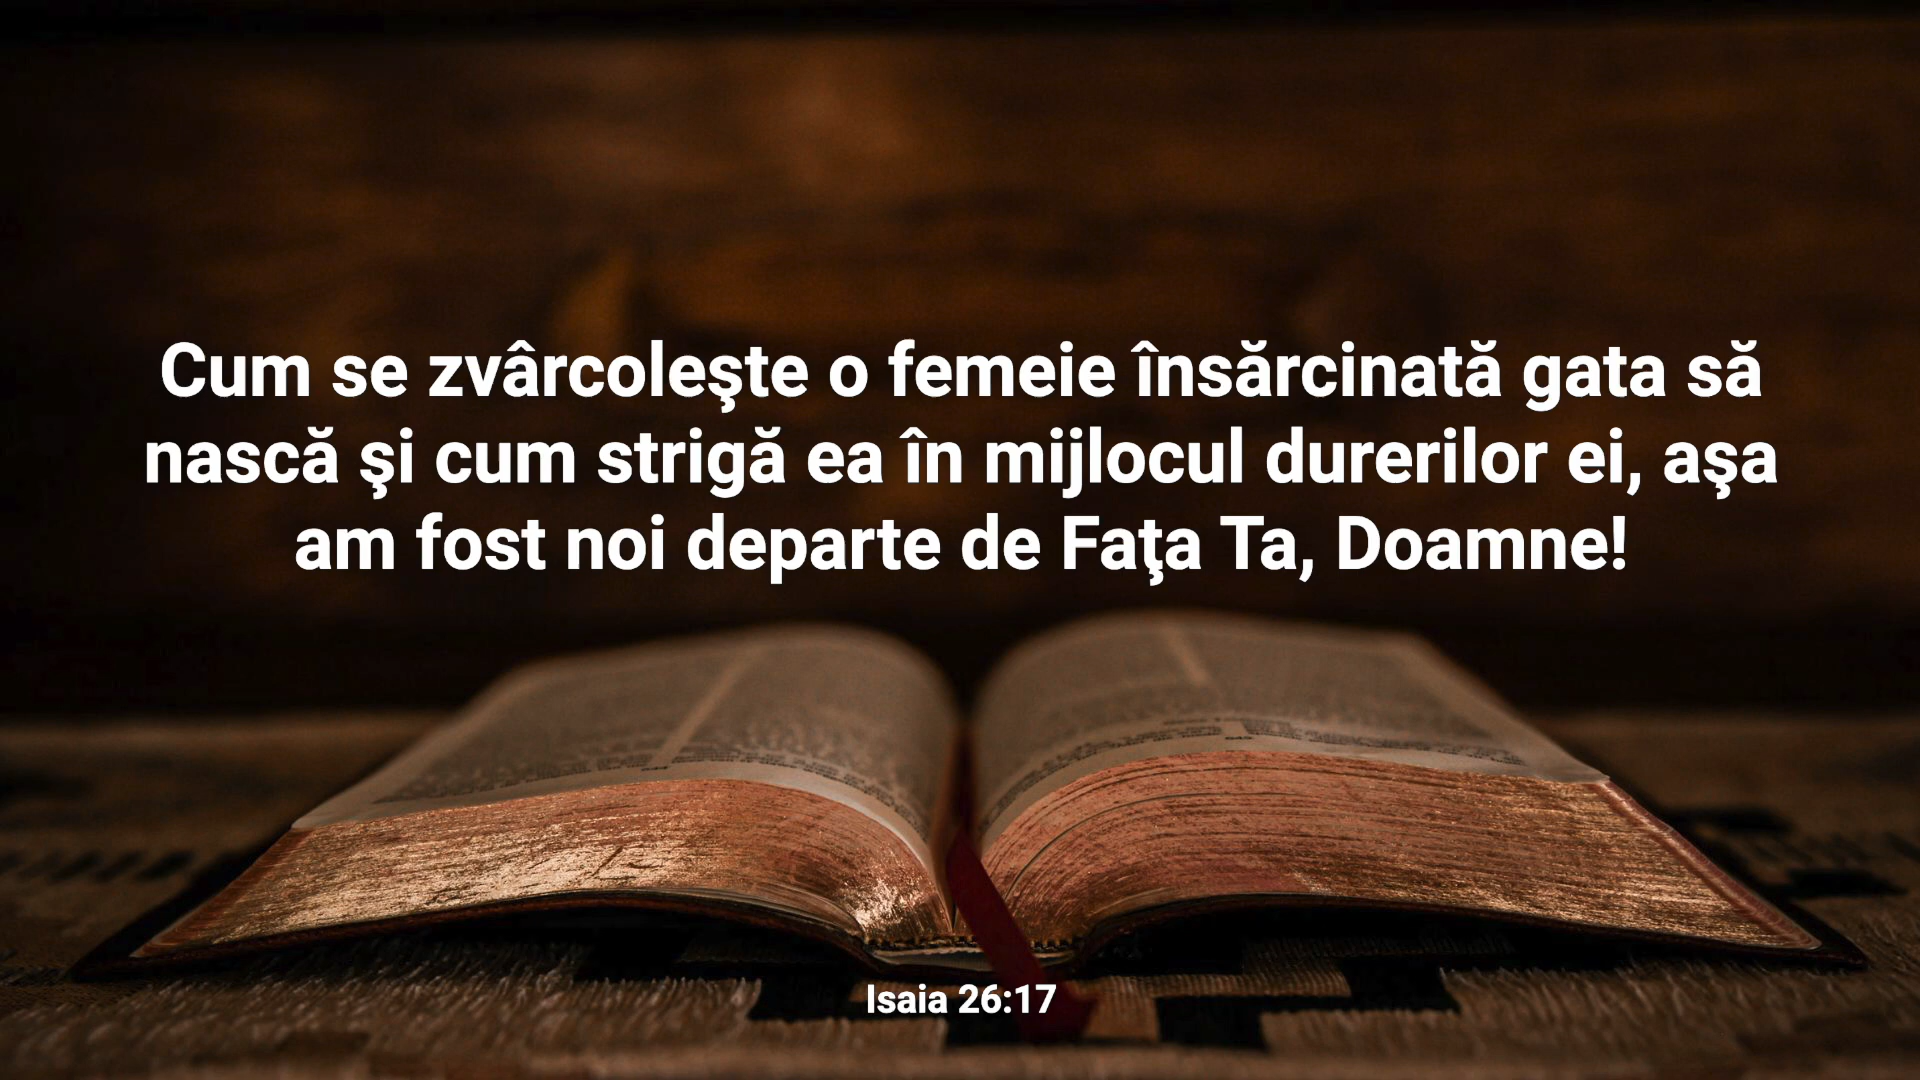 Cum se zvârcoleşte o femeie însărcinată gata să
nască şi cum strigă ea în mijlocul durerilor ei, aşa
am fost noi departe de Faţa Ta, Doamne!
Isaia 26:17